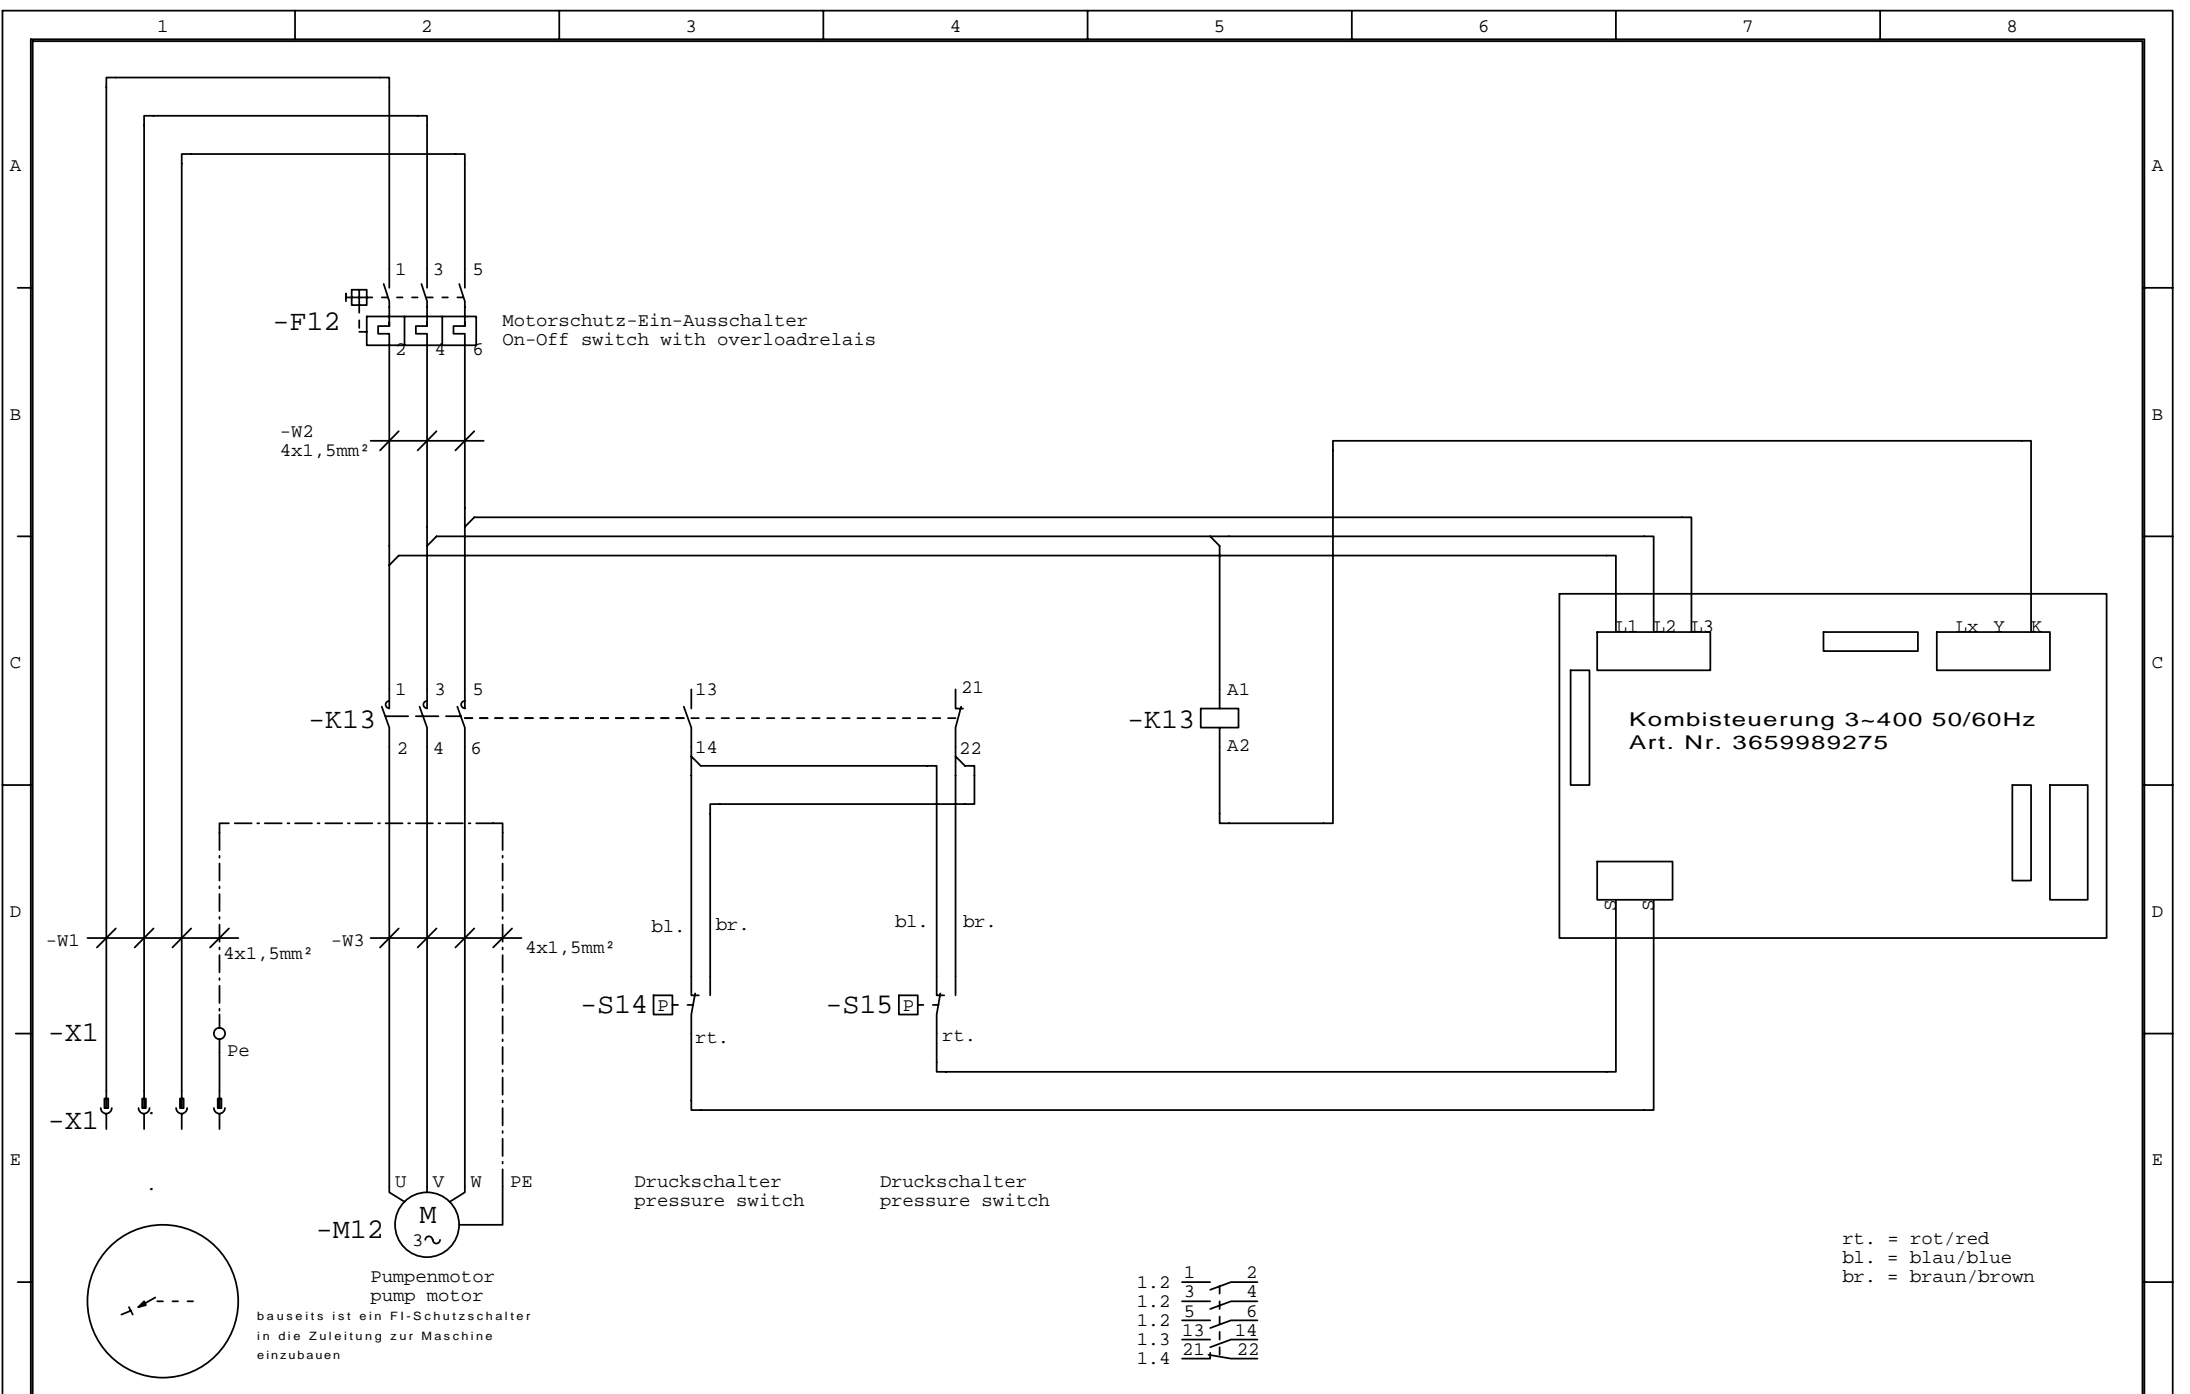 1 2 3 4 5 6 7 8
A A
1 3 5
-F12
Motorschutz-Ein-Ausschalter
On-Off switch with overloadrelais
2 4 6
B B
-W2
4x1,5mm²
L1 L2 L3
Lx Y K
C C
1 3 5
13
21
A1
-K13
-K13
Kombisteuerung 3~400 50/60Hz
Art. Nr. 3659989275
2 4 6
14
22
A2
D D
bl. br.
bl. br.
S S
-W1
4x1,5mm²
-W3
4x1,5mm²
-S14 P
-S15 P
-X1
rt.
rt.
Pe
-X1
E E
U V W PE
Druckschalter
pressure switch
Druckschalter
pressure switch
-M12
M
3~
Pumpenmotor
pump motor
bauseits ist ein FI-Schutzschalter
in die Zuleitung zur Maschine
einzubauen
rt. = rot/red
bl. = blau/blue
br. = braun/brown
1.2 1 2
1.2 3 4
1.2 5 6
1.3 13 14
1.4 21 22